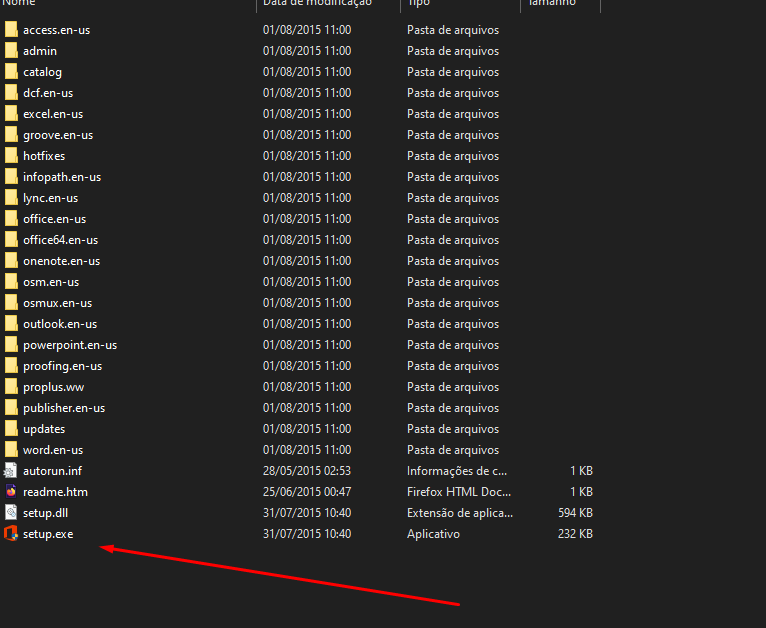 Nome Data de modificação Tipo Tamanho
access.en-us 01/08/2015 11:00 Pasta de arquivos
admin 01/08/2015 11:00 Pasta de arquivos
catalog 01/08/2015 11:00 Pasta de arquivos
dcf.en-us 01/08/2015 11:00 Pasta de arquivos
excel.en-us 01/08/2015 11:00 Pasta de arquivos
groove.en-us 01/08/2015 11:00 Pasta de arquivos
hotfixes 01/08/2015 11:00 Pasta de arquivos
infopath.en-us 01/08/2015 11:00 Pasta de arquivos
lync.en-us 01/08/2015 11:00 Pasta de arquivos
office.en-us 01/08/2015 11:00 Pasta de arquivos
office64.en-us 01/08/2015 11:00 Pasta de arquivos
onenote.en-us 01/08/2015 11:00 Pasta de arquivos
osm.en-us 01/08/2015 11:00 Pasta de arquivos
osmux.en-us 01/08/2015 11:00 Pasta de arquivos
outlook.en-us 01/08/2015 11:00 Pasta de arquivos
powerpoint.en-us 01/08/2015 11:00 Pasta de arquivos
proofing.en-us 01/08/2015 11:00 Pasta de arquivos
proplus.ww 01/08/2015 11:00 Pasta de arquivos
publisher.en-us 01/08/2015 11:00 Pasta de arquivos
updates 01/08/2015 11:00 Pasta de arquivos
word.en-us 01/08/2015 11:00 Pasta de arquivos
autorun.inf 28/05/2015 02:53 Informações de c... 1 KB
readme.htm 25/06/2015 00:47 Firefox HTML Doc... 1 KB
setup.dll 31/07/2015 10:40 Extensão de aplica... 594 KB
setup.exe 31/07/2015 10:40 Aplicativo 232 KB